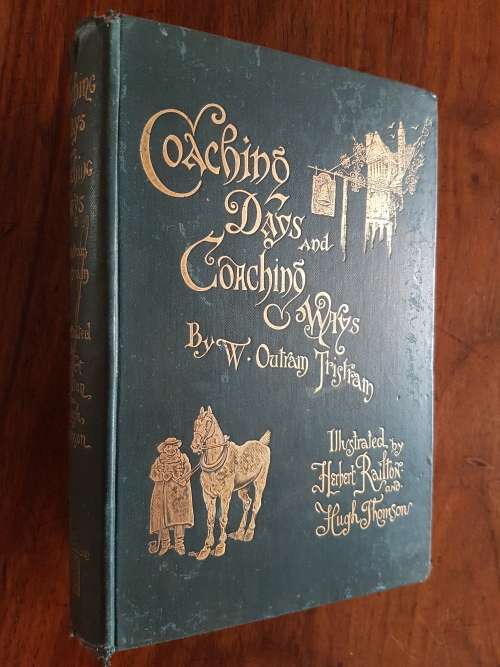 Coaching
Days
and
Coaching
Ways
By W. Outram Tristram
Illustrated by
Herbert Railton
and
Hugh Thomson